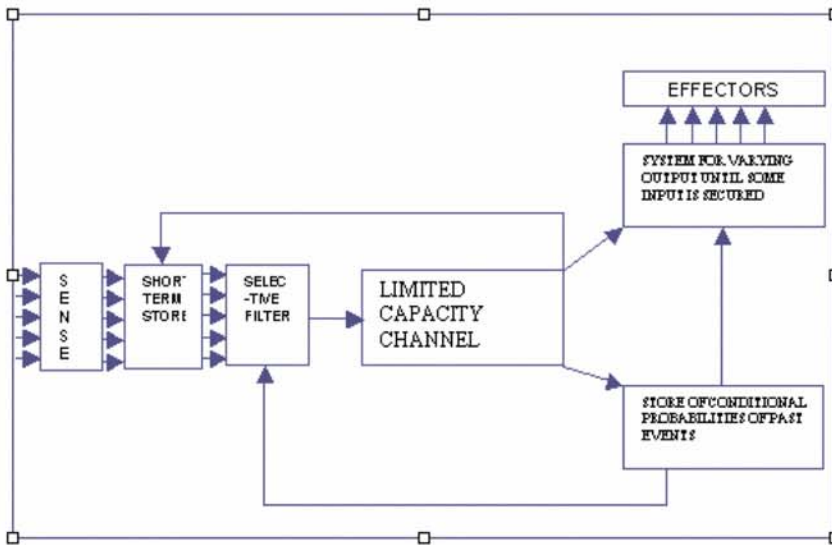 EFFECTORS
SYSTEM FOR VARYING
OUTPUT UNTIL SOME
INPUT IS SECURED
S
E
N
S
E
SHORT
TERM
STORE
SELEC
-TIVE
FILTER
LIMITED
CAPACITY
CHANNEL
STORE OF CONDITIONAL
PROBABILITIES OF PAST
EVENTS